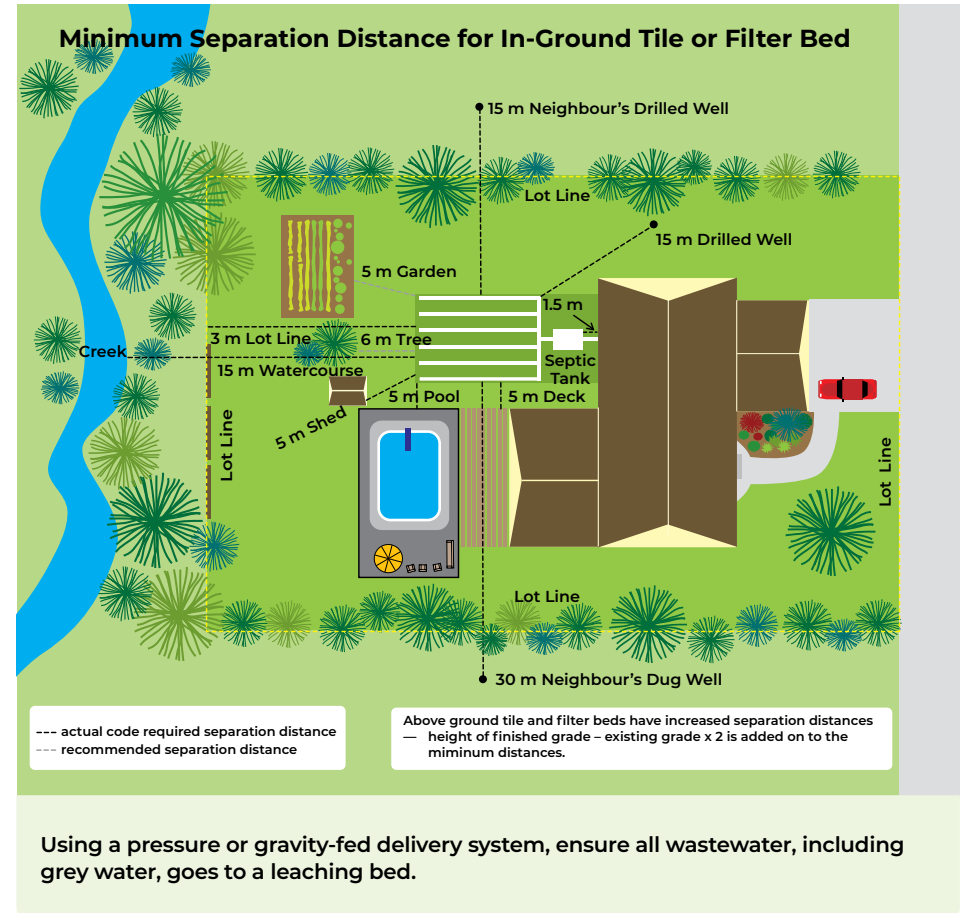 Minimum Separation Distance for In-Ground Tile or Filter Bed
15 m Neighbour's Drilled Well
Lot Line
15 m Drilled Well
5 m Garden
1.5 m
3 m Lot Line
6 m Tree
Creek
15 m Watercourse
Septic
Tank
5 m Pool
5 m Deck
5 m Shed
Lot Line
Lot Line
Lot Line
30 m Neighbour's Dug Well
--- actual code required separation distance
--- recommended separation distance
Above ground tile and filter beds have increased separation distances
— height of finished grade – existing grade x 2 is added on to the
miminum distances.
Using a pressure or gravity-fed delivery system, ensure all wastewater, including
grey water, goes to a leaching bed.